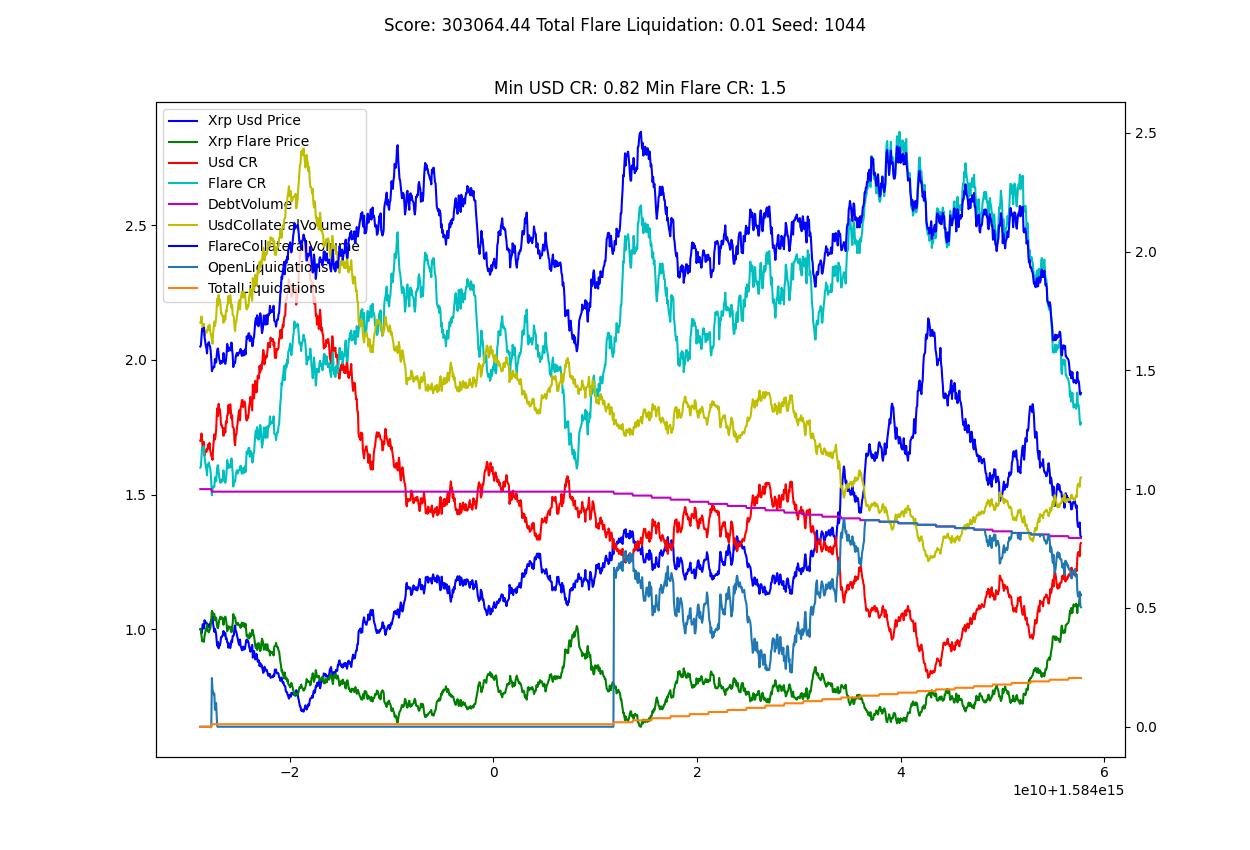 Score: 303064.44 Total Flare Liquidation: 0.01 Seed: 1044
Min USD CR: 0.82 Min Flare CR: 1.5
Xrp Usd Price
Xrp Flare Price
Usd CR
Flare CR
DebtVolume
UsdCollateralVolume
FlareCollateralVolume
OpenLiquidations
TotalLiquidations
2.5
2.0
1.5
1.0
2.5
2.0
1.5
1.0
0.5
0.0
−2
0
2
4
6
1e10+1.584e15